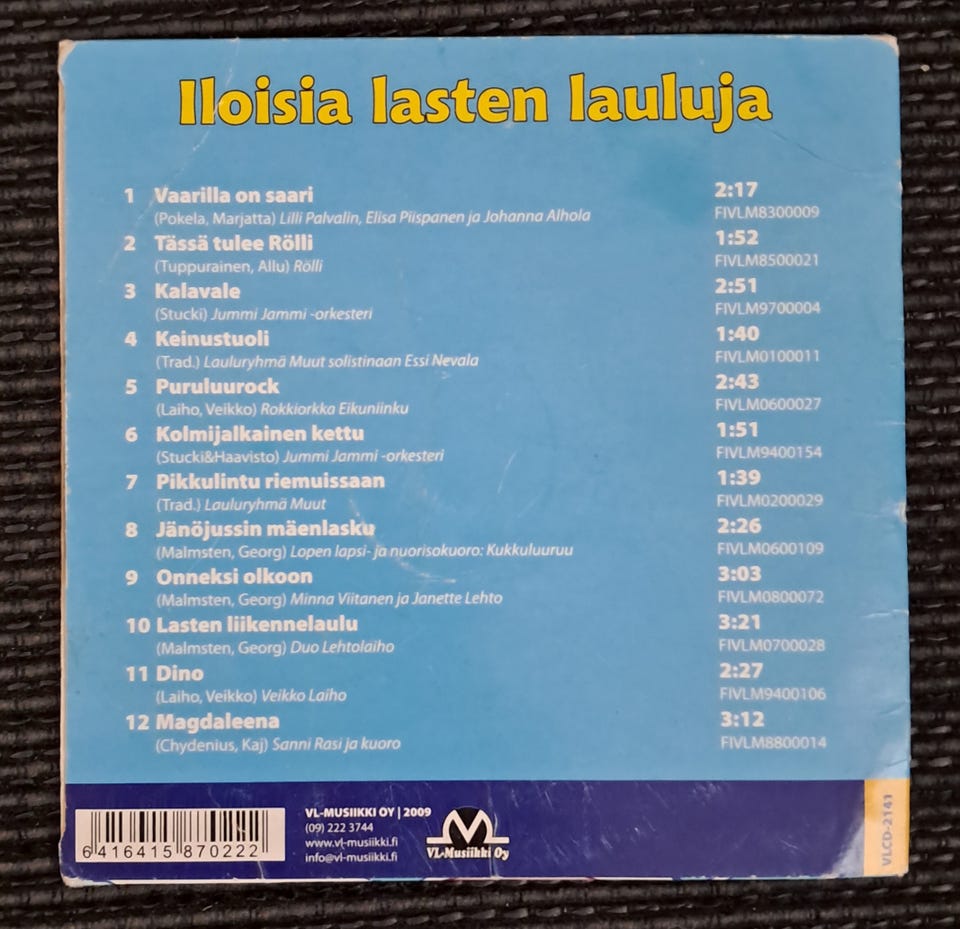 Iloisia lasten lauluja
1 Vaarilla on saari 2:17
(Pokela, Marjatta) Lilli Palvalin, Elisa Piispanen ja Johanna Alhola FIVLM8300009
2 Tässä tulee Rölli 1:52
(Tuppurainen, Allu) Rölli FIVLM8500021
3 Kalavale 2:51
(Stucki) Jummi Jammi -orkesteri FIVLM9700004
4 Keinustuoli 1:40
(Trad.) Lauluryhmä Muut solistinaan Essi Nevala FIVLM0100011
5 Puruluurock 2:43
(Laiho, Veikko) Rokkiorkka Eikuniinku FIVLM0600027
6 Kolmijalkainen kettu 1:51
(Stucki&Haavisto) Jummi Jammi -orkesteri FIVLM9400154
7 Pikkulintu riemuissaan 1:39
(Trad.) Lauluryhmä Muut FIVLM0200029
8 Jänöjussin mäenlasku 2:26
(Malmsten, Georg) Lopen lapsi- ja nuorisokuoro: Kukkuluuruu FIVLM0600109
9 Onneksi olkoon 3:03
(Malmsten, Georg) Minna Viitanen ja Janette Lehto FIVLM0800072
10 Lasten liikennelaulu 3:21
(Malmsten, Georg) Duo Lehtolaiho FIVLM0700028
11 Dino 2:27
(Laiho, Veikko) Veikko Laiho FIVLM9400106
12 Magdaleena 3:12
(Chydenius, Kaj) Sanni Rasi ja kuoro FIVLM8800014
6 416415 870222
VL-MUSIIKKI OY | 2009
(09) 222 3744
www.vl-musiikki.fi
info@vl-musiikki.fi
VL-Musiikki Oy
VLCD-2141